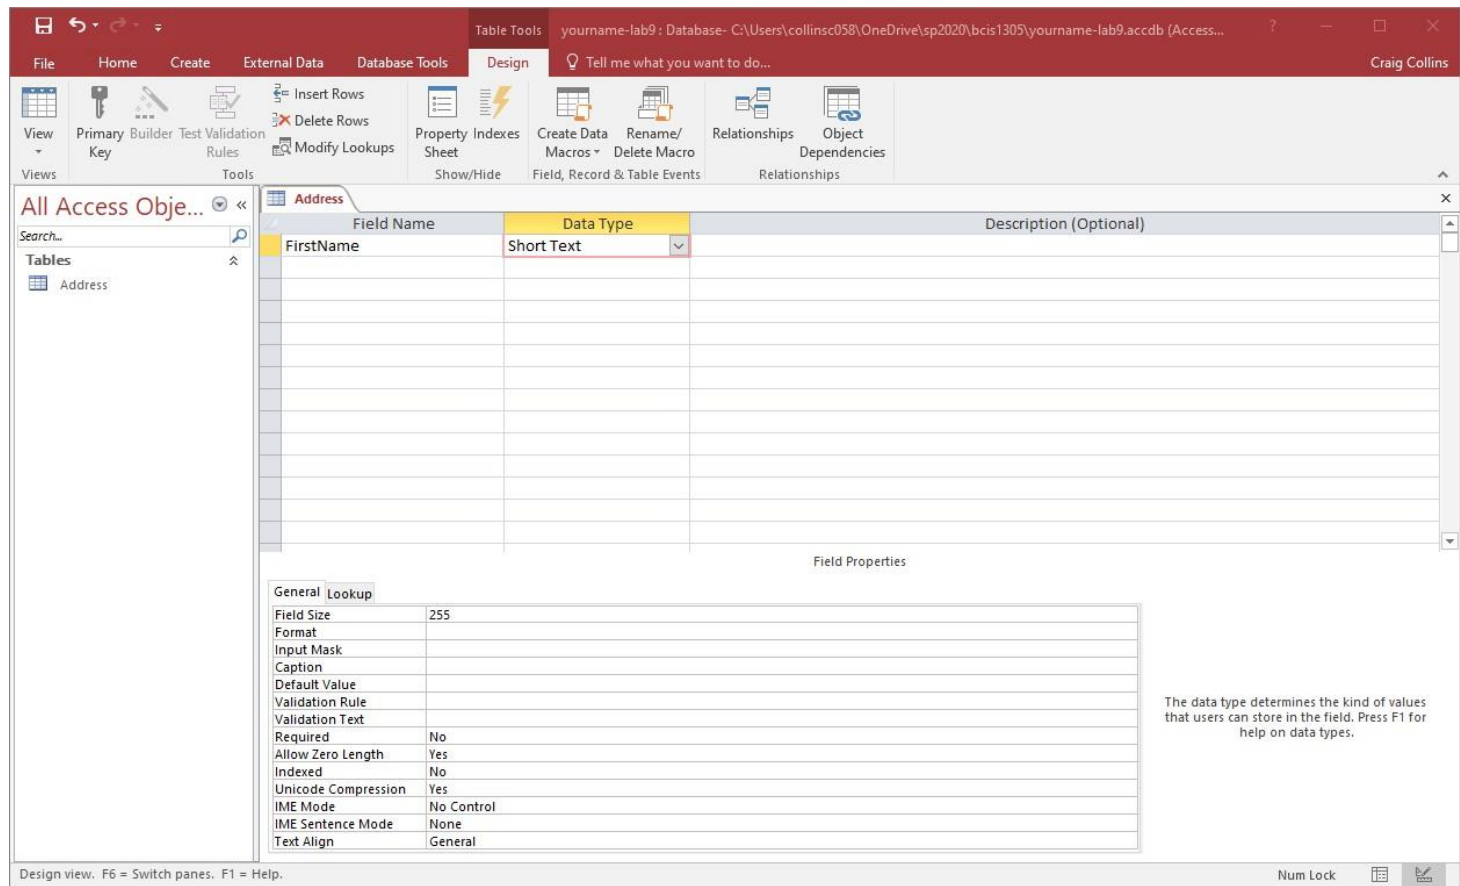 Table Tools yourname-lab9 : Database- C:\Users\collinsc058\OneDrive\sp2020\bcis1305\yourname-lab9.accdb (Access... ?
File Home Create External Data Database Tools Design Tell me what you want to do... Craig Collins
View Primary Key Builder Test Validation Rules
Insert Rows
Delete Rows
Modify Lookups
Property Sheet Indexes Create Data Macros Rename/ Delete Macro Relationships Object Dependencies
Views Tools Show/Hide Field, Record & Table Events Relationships
All Access Obje... «
Search...
Tables
Address
Address
Field Name Data Type Description (Optional)
FirstName Short Text
Field Properties
General Lookup
Field Size 255
Format
Input Mask
Caption
Default Value
Validation Rule
Validation Text
Required No
Allow Zero Length Yes
Indexed No
Unicode Compression Yes
IME Mode No Control
IME Sentence Mode None
Text Align General
The data type determines the kind of values
that users can store in the field. Press F1 for
help on data types.
Design view. F6 = Switch panes. F1 = Help. Num Lock